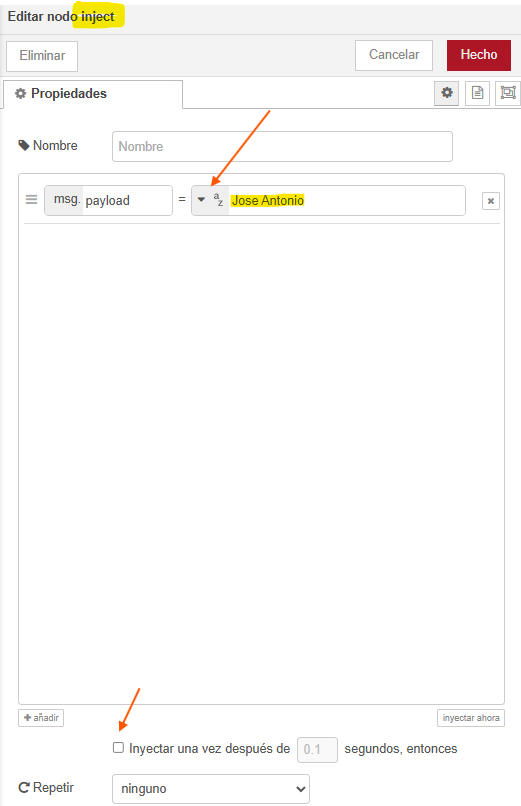 Editar nodo inject
Eliminar Cancelar Hecho
Propiedades
Nombre Nombre
msg. payload = az Jose Antonio
añadir inyectar ahora
Inyectar una vez después de 0.1 segundos, entonces
Repetir ninguno